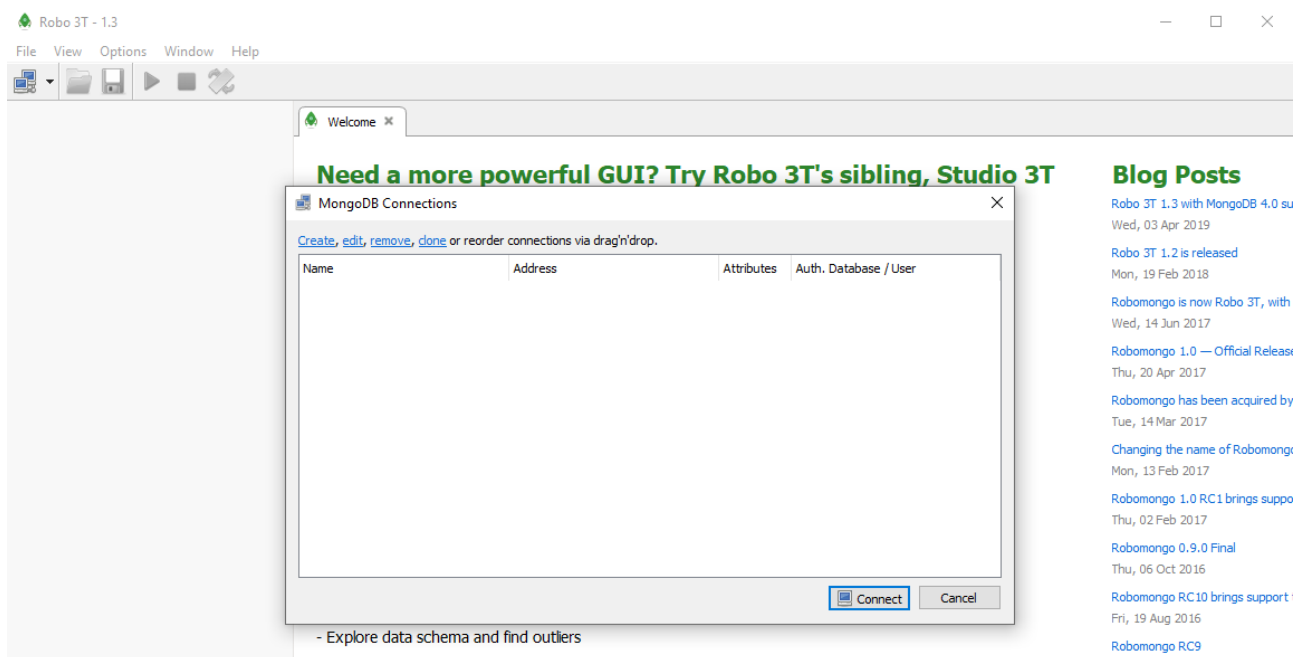 Robo 3T - 1.3
File View Options Window Help
Welcome
Need a more powerful GUI? Try Robo 3T's sibling, Studio 3T
MongoDB Connections
Create, edit, remove, clone or reorder connections via drag'n'drop.
Name Address Attributes Auth. Database / User
Connect Cancel
- Explore data schema and find outliers
Blog Posts
Robo 3T 1.3 with MongoDB 4.0 su
Wed, 03 Apr 2019
Robo 3T 1.2 is released
Mon, 19 Feb 2018
Robomongo is now Robo 3T, with
Wed, 14 Jun 2017
Robomongo 1.0 — Official Release
Thu, 20 Apr 2017
Robomongo has been acquired by
Tue, 14 Mar 2017
Changing the name of Robomongo
Mon, 13 Feb 2017
Robomongo 1.0 RC1 brings suppo
Thu, 02 Feb 2017
Robomongo 0.9.0 Final
Thu, 06 Oct 2016
Robomongo RC10 brings support
Fri, 19 Aug 2016
Robomongo RC9